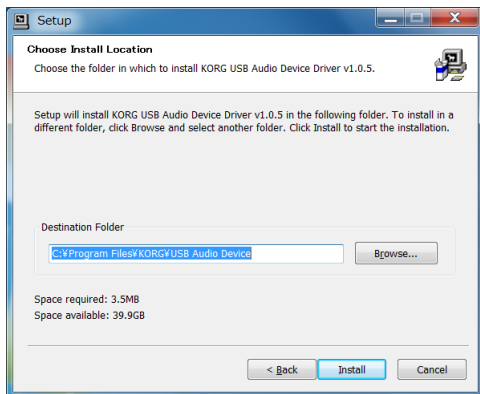 Setup
Choose Install Location
Choose the folder in which to install KORG USB Audio Device Driver v1.0.5.
Setup will install KORG USB Audio Device Driver v1.0.5 in the following folder. To install in a
different folder, click Browse and select another folder. Click Install to start the installation.
Destination Folder
C:¥Program Files¥KORG¥USB Audio Device
Browse...
Space required: 3.5MB
Space available: 39.9GB
< Back
Install
Cancel